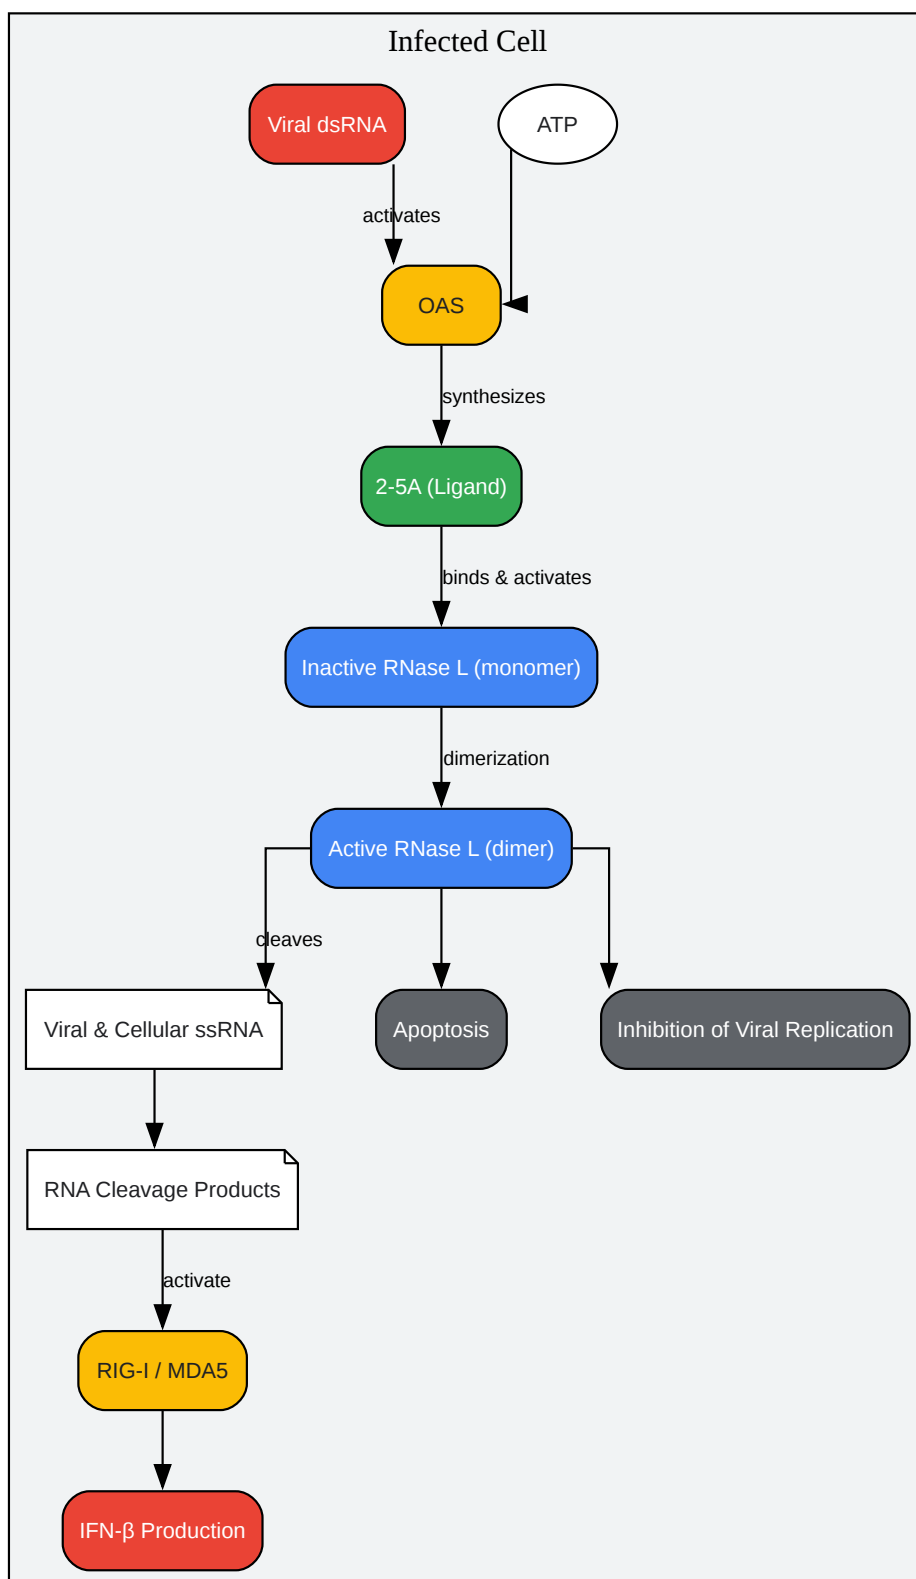 Infected Cell
Viral dsRNA
ATP
activates
OAS
synthesizes
2-5A (Ligand)
binds & activates
Inactive RNase L (monomer)
dimerization
Active RNase L (dimer)
cleaves
Viral & Cellular ssRNA
Apoptosis
Inhibition of Viral Replication
RNA Cleavage Products
activate
RIG-I / MDA5
IFN-β Production